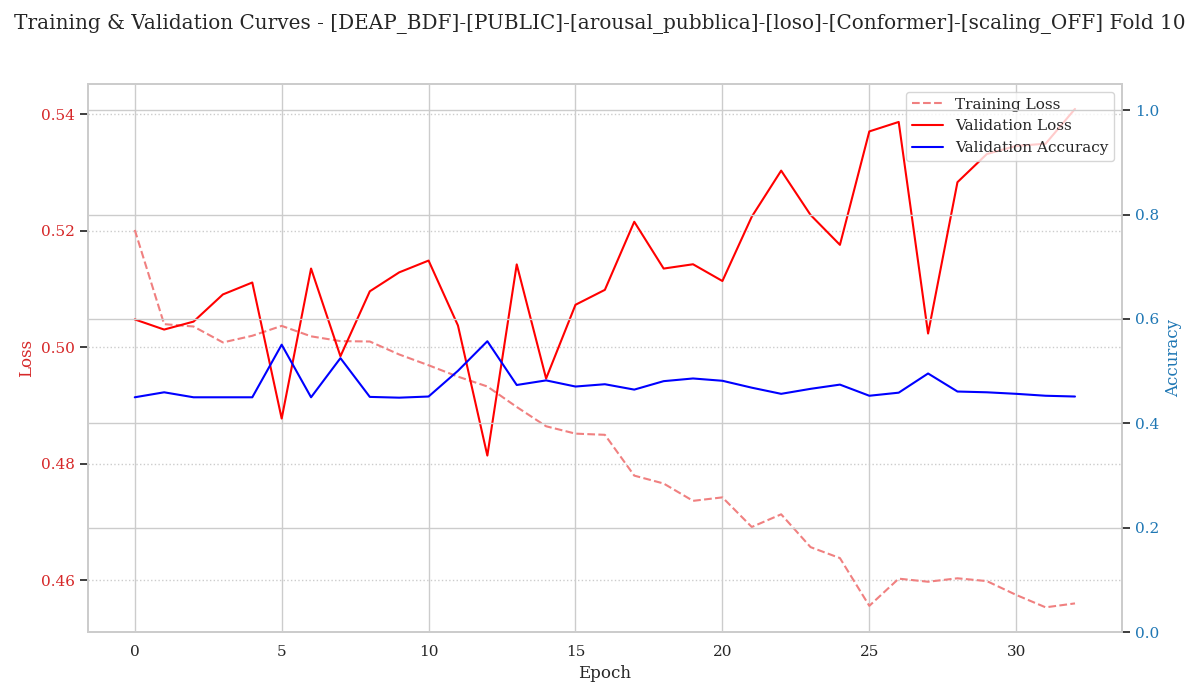 Training & Validation Curves - [DEAP_BDF]-[PUBLIC]-[arousal_pubblica]-[loso]-[Conformer]-[scaling_OFF] Fold 10
Training Loss
Validation Loss
Validation Accuracy
Loss
0.54
0.52
0.50
0.48
0.46
Accuracy
1.0
0.8
0.6
0.4
0.2
0.0
0 5 10 15 20 25 30
Epoch